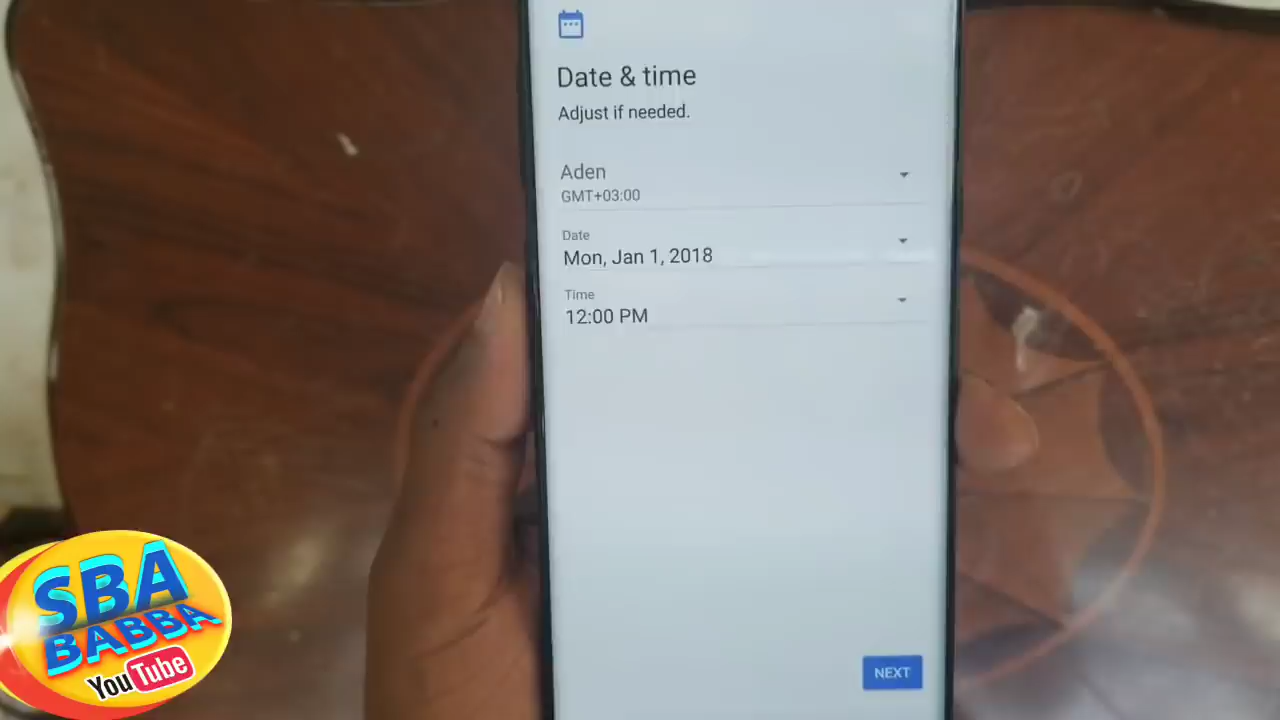 Date & time
Adjust if needed.
Aden
GMT+03:00
Date
Mon, Jan 1, 2018
Time
12:00 PM
NEXT
SBA
BABBA
YouTube